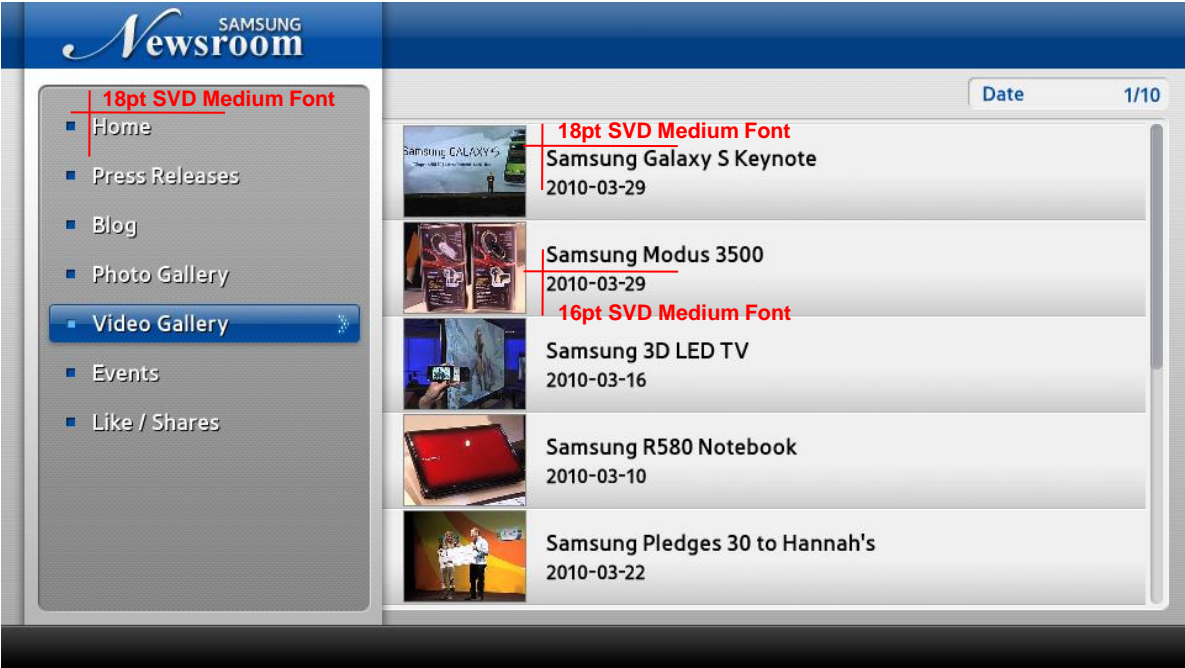 SAMSUNG
Newsroom
Date 1/10
18pt SVD Medium Font
Home
Press Releases
Blog
Photo Gallery
Video Gallery
Events
Like / Shares
18pt SVD Medium Font
Samsung GALAXY S
Samsung Galaxy S Keynote
2010-03-29
Samsung Modus 3500
2010-03-29
16pt SVD Medium Font
Samsung 3D LED TV
2010-03-16
Samsung R580 Notebook
2010-03-10
Samsung Pledges 30 to Hannah's
2010-03-22